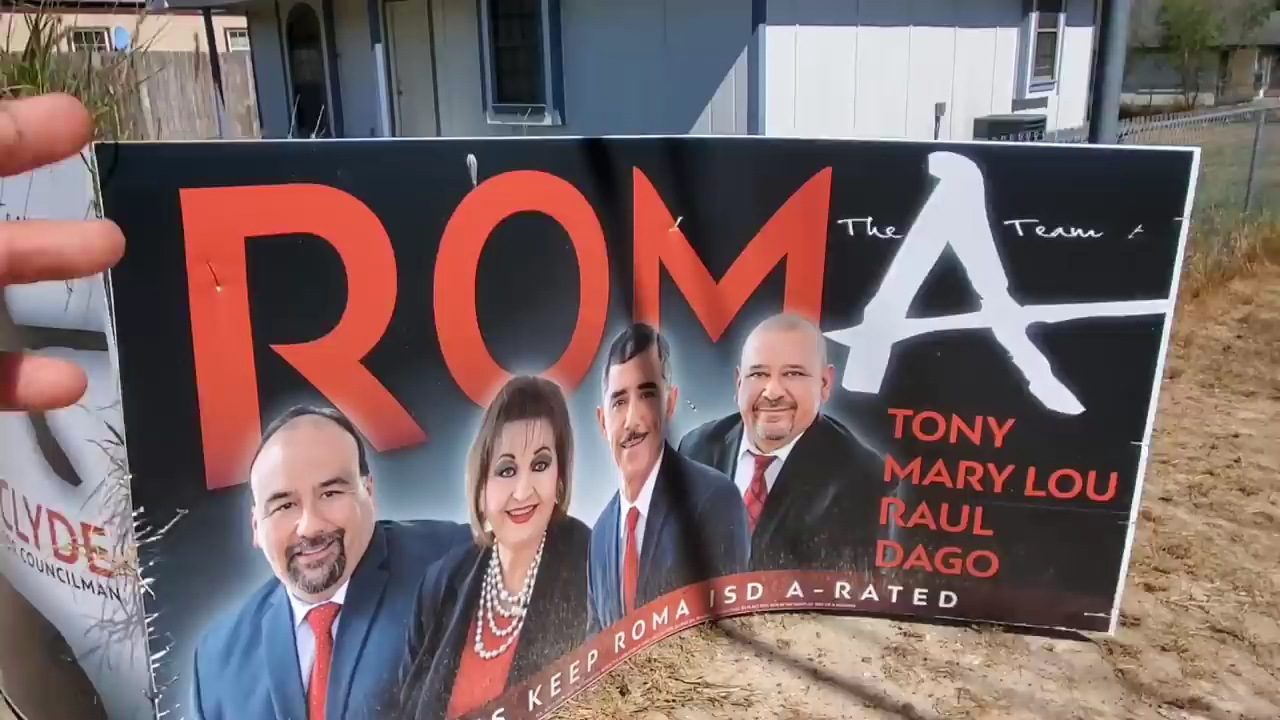 ROMA
The A Team
TONY
MARY LOU
RAUL
DAGO
KEEP ROMA ISD A-RATED
CLYDE
COUNCILMAN